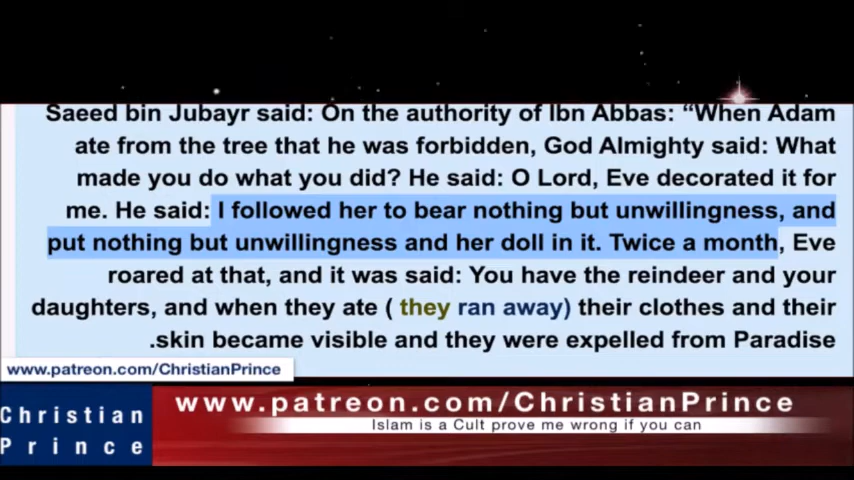 Saeed bin Jubayr said: On the authority of Ibn Abbas: “When Adam
ate from the tree that he was forbidden, God Almighty said: What
made you do what you did? He said: O Lord, Eve decorated it for
me. He said: I followed her to bear nothing but unwillingness, and
put nothing but unwillingness and her doll in it. Twice a month, Eve
roared at that, and it was said: You have the reindeer and your
daughters, and when they ate ( they ran away) their clothes and their
.skin became visible and they were expelled from Paradise
www.patreon.com/ChristianPrince
Christian
Prince
www.patreon.com/ChristianPrince
Islam is a Cult prove me wrong if you can